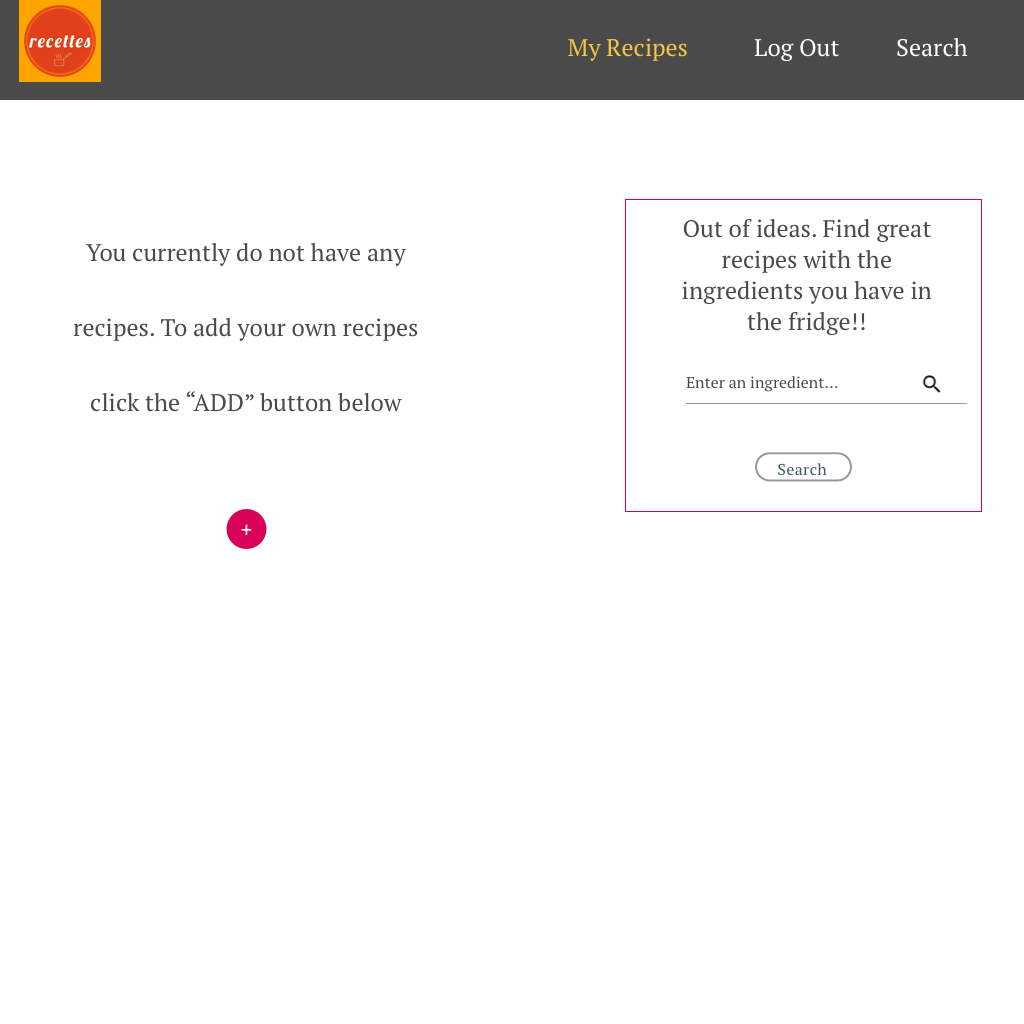 recettes
My Recipes
Log Out
Search
You currently do not have any
recipes. To add your own recipes
click the “ADD” button below
+
Out of ideas. Find great
recipes with the
ingredients you have in
the fridge!!
Enter an ingredient...
Search